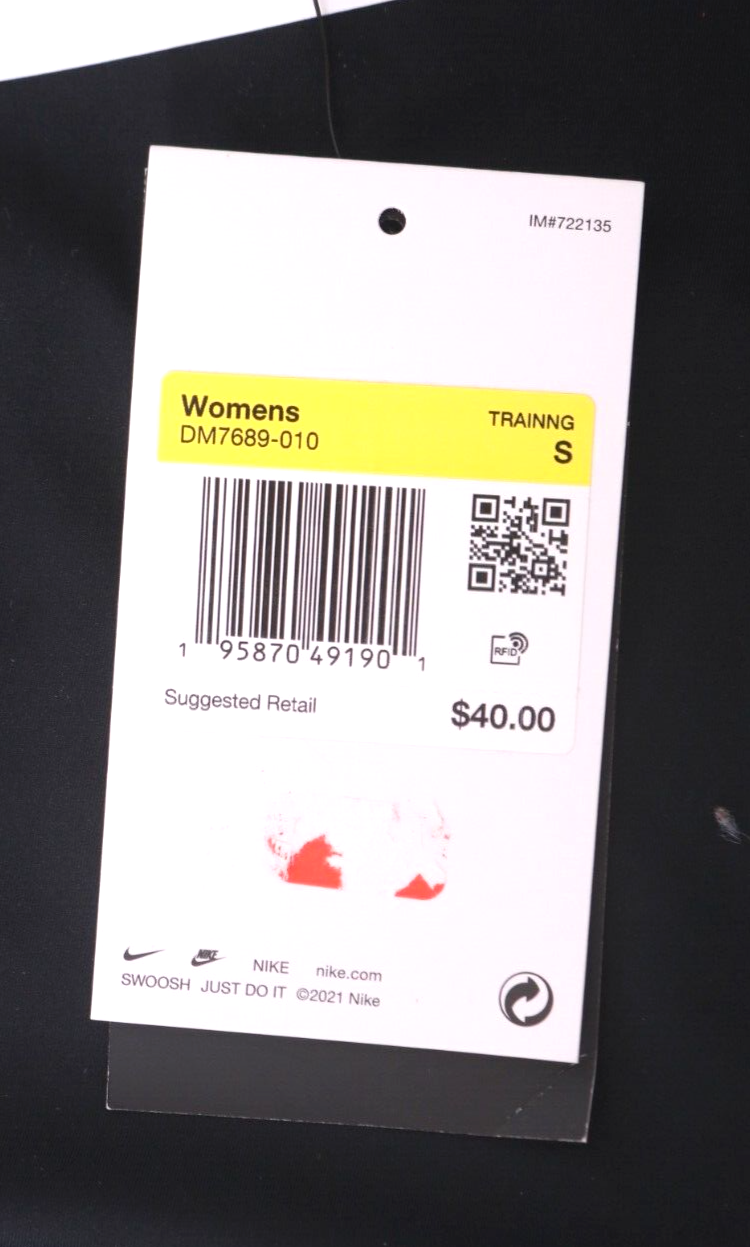 IM#722135
Womens
DM7689-010
TRAINNG
S
1 95870 49190 1
RFID
Suggested Retail
$40.00
NIKE
NIKE nike.com
SWOOSH JUST DO IT ©2021 Nike